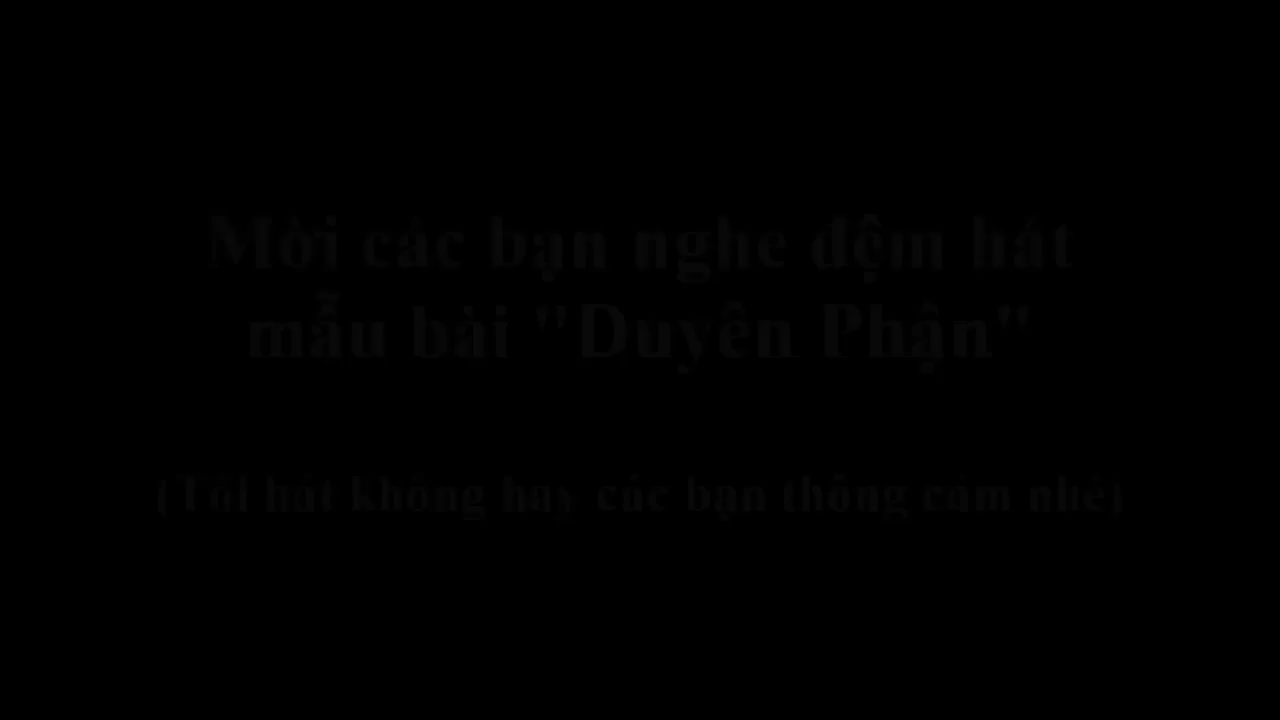 Mời các bạn nghe đệm hát
mẫu bài "Duyên Phận"
(Tôi hát không hay các bạn thông cảm nhé)